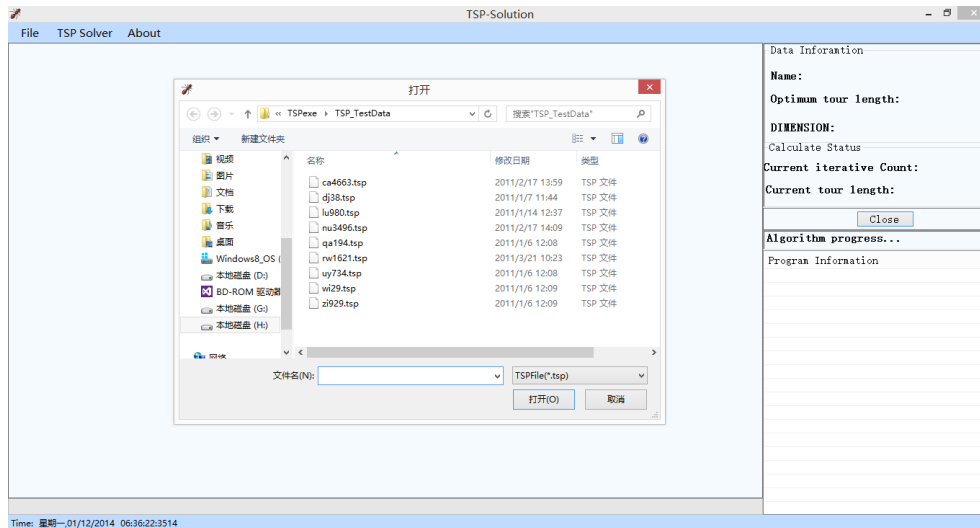 TSP-Solution
File TSP Solver About
打开
« TSPexe TSP_TestData
搜索"TSP_TestData"
组织 新建文件夹
视频
图片
文档
下载
音乐
桌面
Windows8_OS (
本地磁盘 (D:)
BD-ROM 驱动器
本地磁盘 (G:)
本地磁盘 (H:)
网络
名称 修改日期 类型
ca4663.tsp 2011/2/17 13:59 TSP 文件
dj38.tsp 2011/1/7 11:44 TSP 文件
lu980.tsp 2011/1/14 12:37 TSP 文件
nu3496.tsp 2011/2/17 14:09 TSP 文件
qa194.tsp 2011/1/6 12:08 TSP 文件
rw1621.tsp 2011/3/21 10:23 TSP 文件
uy734.tsp 2011/1/6 12:08 TSP 文件
wi29.tsp 2011/1/6 12:09 TSP 文件
zi929.tsp 2011/1/6 12:09 TSP 文件
文件名(N): TSPFile(*.tsp)
打开(O) 取消
Data Inforamtion
Name:
Optimum tour length:
DIMENSION:
Calculate Status
Current iterative Count:
Current tour length:
Close
Algorithm progress...
Program Information
Time: 星期一,01/12/2014 06:36:22:3514